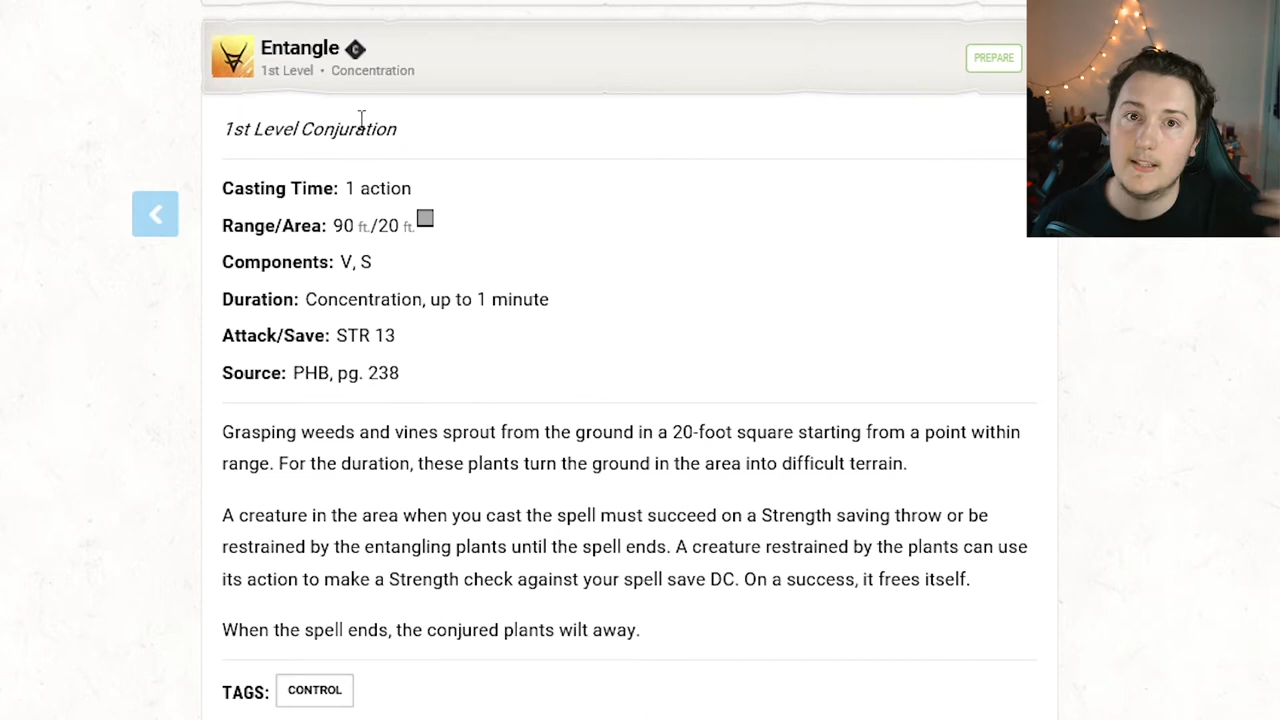 Entangle
1st Level • Concentration
PREPARE
1st Level Conjuration
Casting Time: 1 action
Range/Area: 90 ft./20 ft.
Components: V, S
Duration: Concentration, up to 1 minute
Attack/Save: STR 13
Source: PHB, pg. 238
Grasping weeds and vines sprout from the ground in a 20-foot square starting from a point within
range. For the duration, these plants turn the ground in the area into difficult terrain.
A creature in the area when you cast the spell must succeed on a Strength saving throw or be
restrained by the entangling plants until the spell ends. A creature restrained by the plants can use
its action to make a Strength check against your spell save DC. On a success, it frees itself.
When the spell ends, the conjured plants wilt away.
TAGS: CONTROL